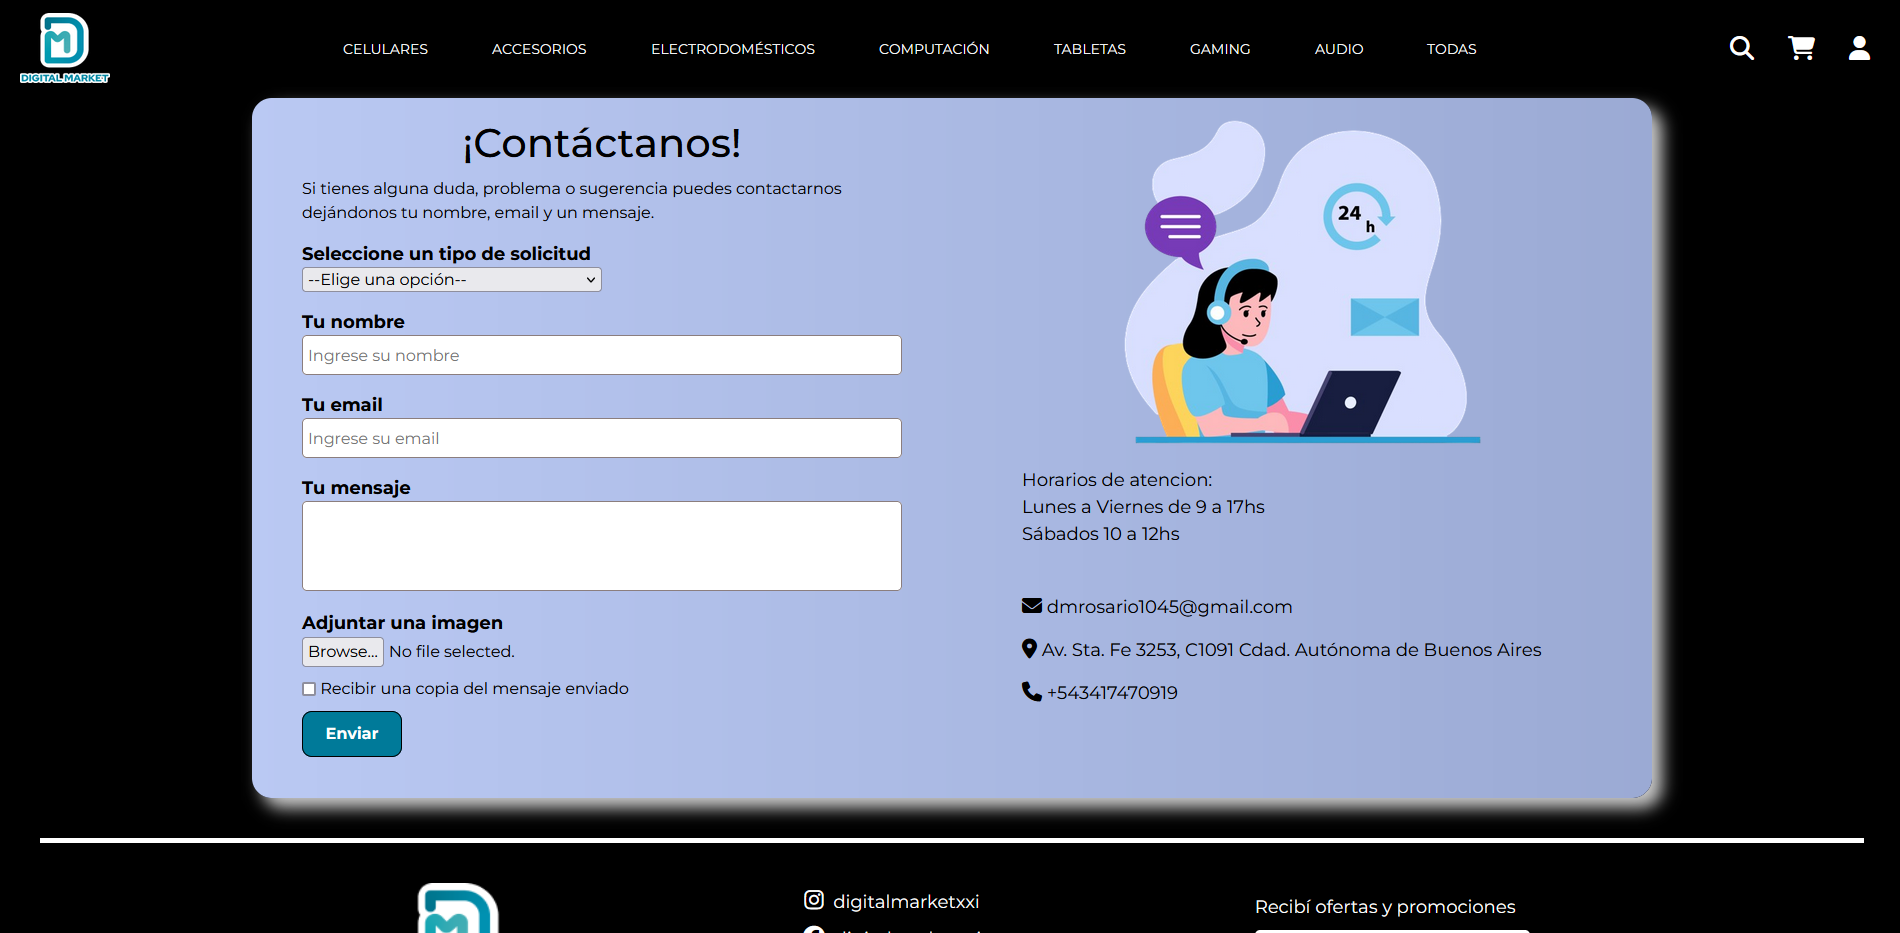 DIGITAL MARKET
CELULARES
ACCESORIOS
ELECTRODOMÉSTICOS
COMPUTACIÓN
TABLETAS
GAMING
AUDIO
TODAS
¡Contáctanos!
Si tienes alguna duda, problema o sugerencia puedes contactarnos
dejándonos tu nombre, email y un mensaje.
Seleccione un tipo de solicitud
--Elige una opción--
Tu nombre
Ingrese su nombre
Tu email
Ingrese su email
Tu mensaje
Adjuntar una imagen
Browse... No file selected.
Recibir una copia del mensaje enviado
Enviar
24
h
Horarios de atencion:
Lunes a Viernes de 9 a 17hs
Sábados 10 a 12hs
dmrosario1045@gmail.com
Av. Sta. Fe 3253, C1091 Cdad. Autónoma de Buenos Aires
+543417470919
digitalmarketxxi
Recibí ofertas y promociones